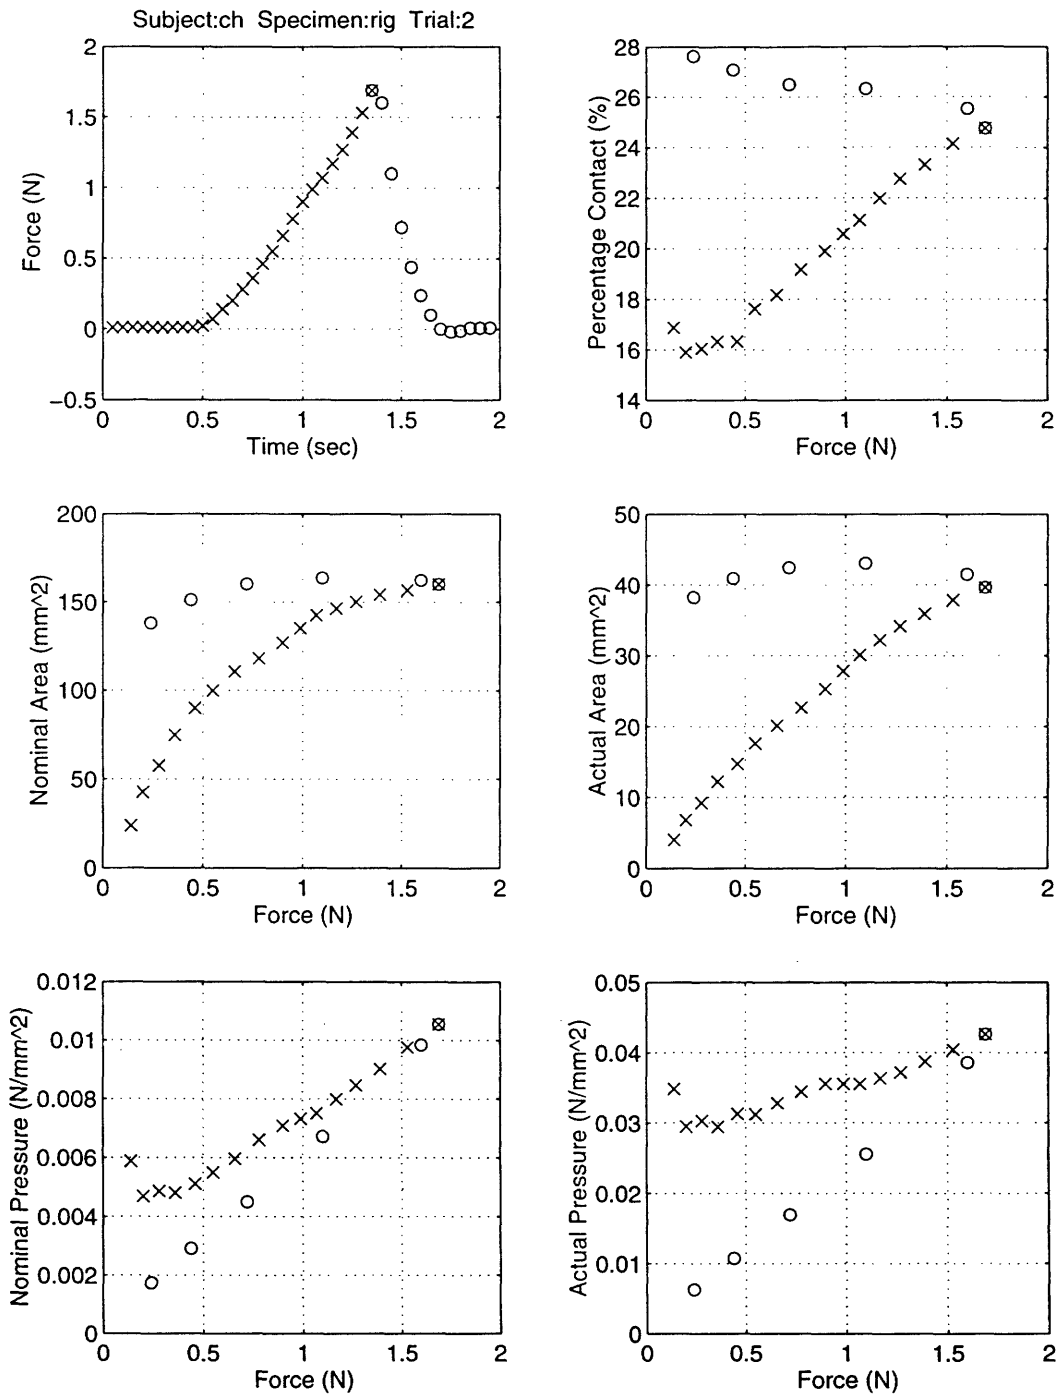 Subject:ch Specimen:rig Trial:2
2
1.5
1
0.5
0
−0.5
Force (N)
0 0.5 1 1.5 2
Time (sec)
28
26
24
22
20
18
16
14
Percentage Contact (%)
0 0.5 1 1.5 2
Force (N)
200
150
100
50
0
Nominal Area (mm^2)
0 0.5 1 1.5 2
Force (N)
50
40
30
20
10
0
Actual Area (mm^2)
0 0.5 1 1.5 2
Force (N)
0.012
0.01
0.008
0.006
0.004
0.002
0
Nominal Pressure (N/mm^2)
0 0.5 1 1.5 2
Force (N)
0.05
0.04
0.03
0.02
0.01
0
Actual Pressure (N/mm^2)
0 0.5 1 1.5 2
Force (N)